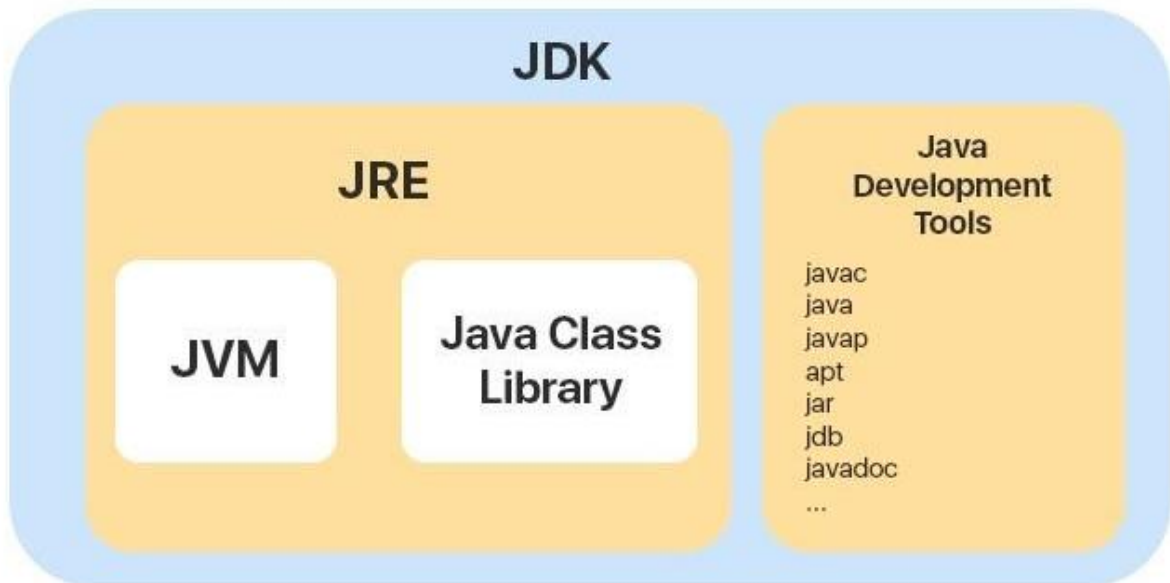 JDK
JRE
JVM
Java Class
Library
Java
Development
Tools
javac
java
javap
apt
jar
jdb
javadoc
...